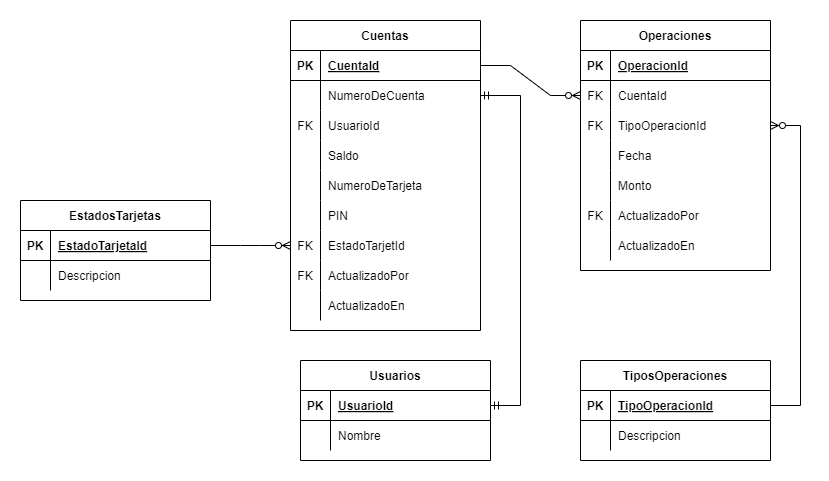 Cuentas
PK CuentaId
NumeroDeCuenta
FK UsuarioId
Saldo
NumeroDeTarjeta
PIN
FK EstadoTarjetId
FK ActualizadoPor
ActualizadoEn
Operaciones
PK OperacionId
FK CuentaId
FK TipoOperacionId
Fecha
Monto
FK ActualizadoPor
ActualizadoEn
EstadosTarjetas
PK EstadoTarjetaId
Descripcion
Usuarios
PK UsuarioId
Nombre
TiposOperaciones
PK TipoOperacionId
Descripcion